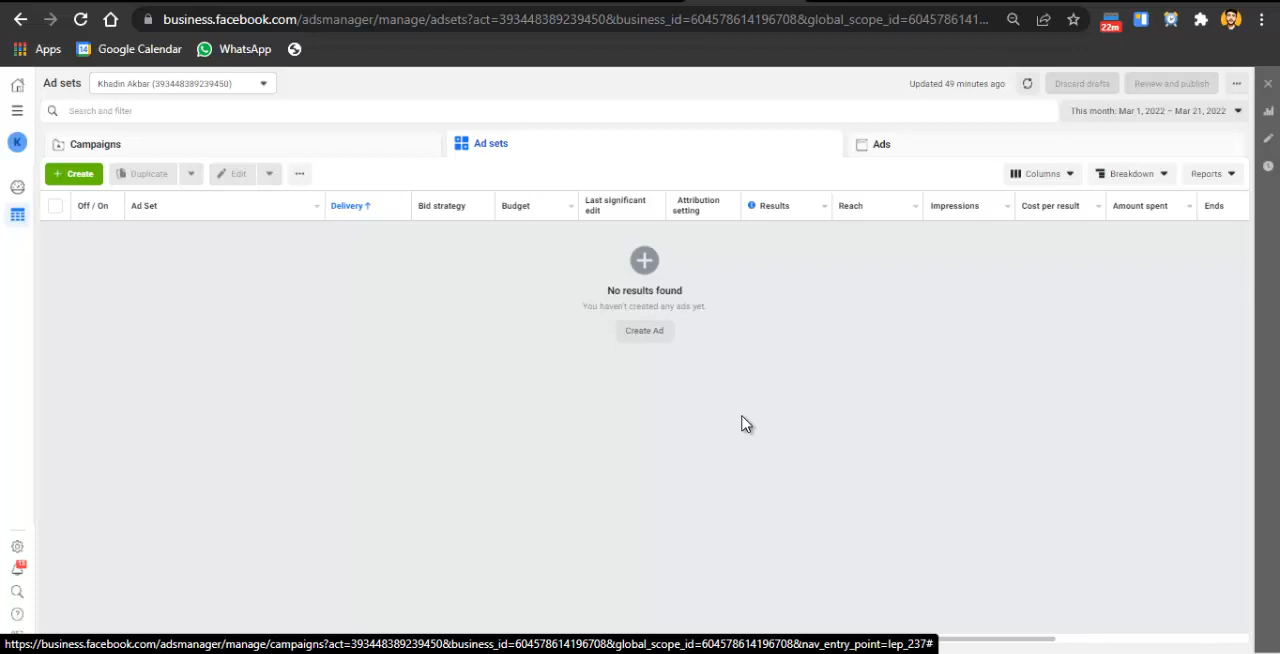 business.facebook.com/adsmanager/manage/adsets?act=393448389239450&business_id=604578614196708&global_scope_id=6045786141...
22m
Apps
14
Google Calendar
WhatsApp
Ad sets
Khadin Akbar (393448389239450)
Updated 49 minutes ago
Discard drafts
Review and publish
Search and filter
This month: Mar 1, 2022 – Mar 21, 2022
K
Campaigns
Ad sets
Ads
+ Create
Duplicate
Edit
Columns
Breakdown
Reports
Off / On
Ad Set
Delivery ↑
Bid strategy
Budget
Last significant edit
Attribution setting
Results
Reach
Impressions
Cost per result
Amount spent
Ends
No results found
You haven't created any ads yet.
Create Ad
https://business.facebook.com/adsmanager/manage/campaigns?act=393448389239450&business_id=604578614196708&global_scope_id=604578614196708&nav_entry_point=lep_237#